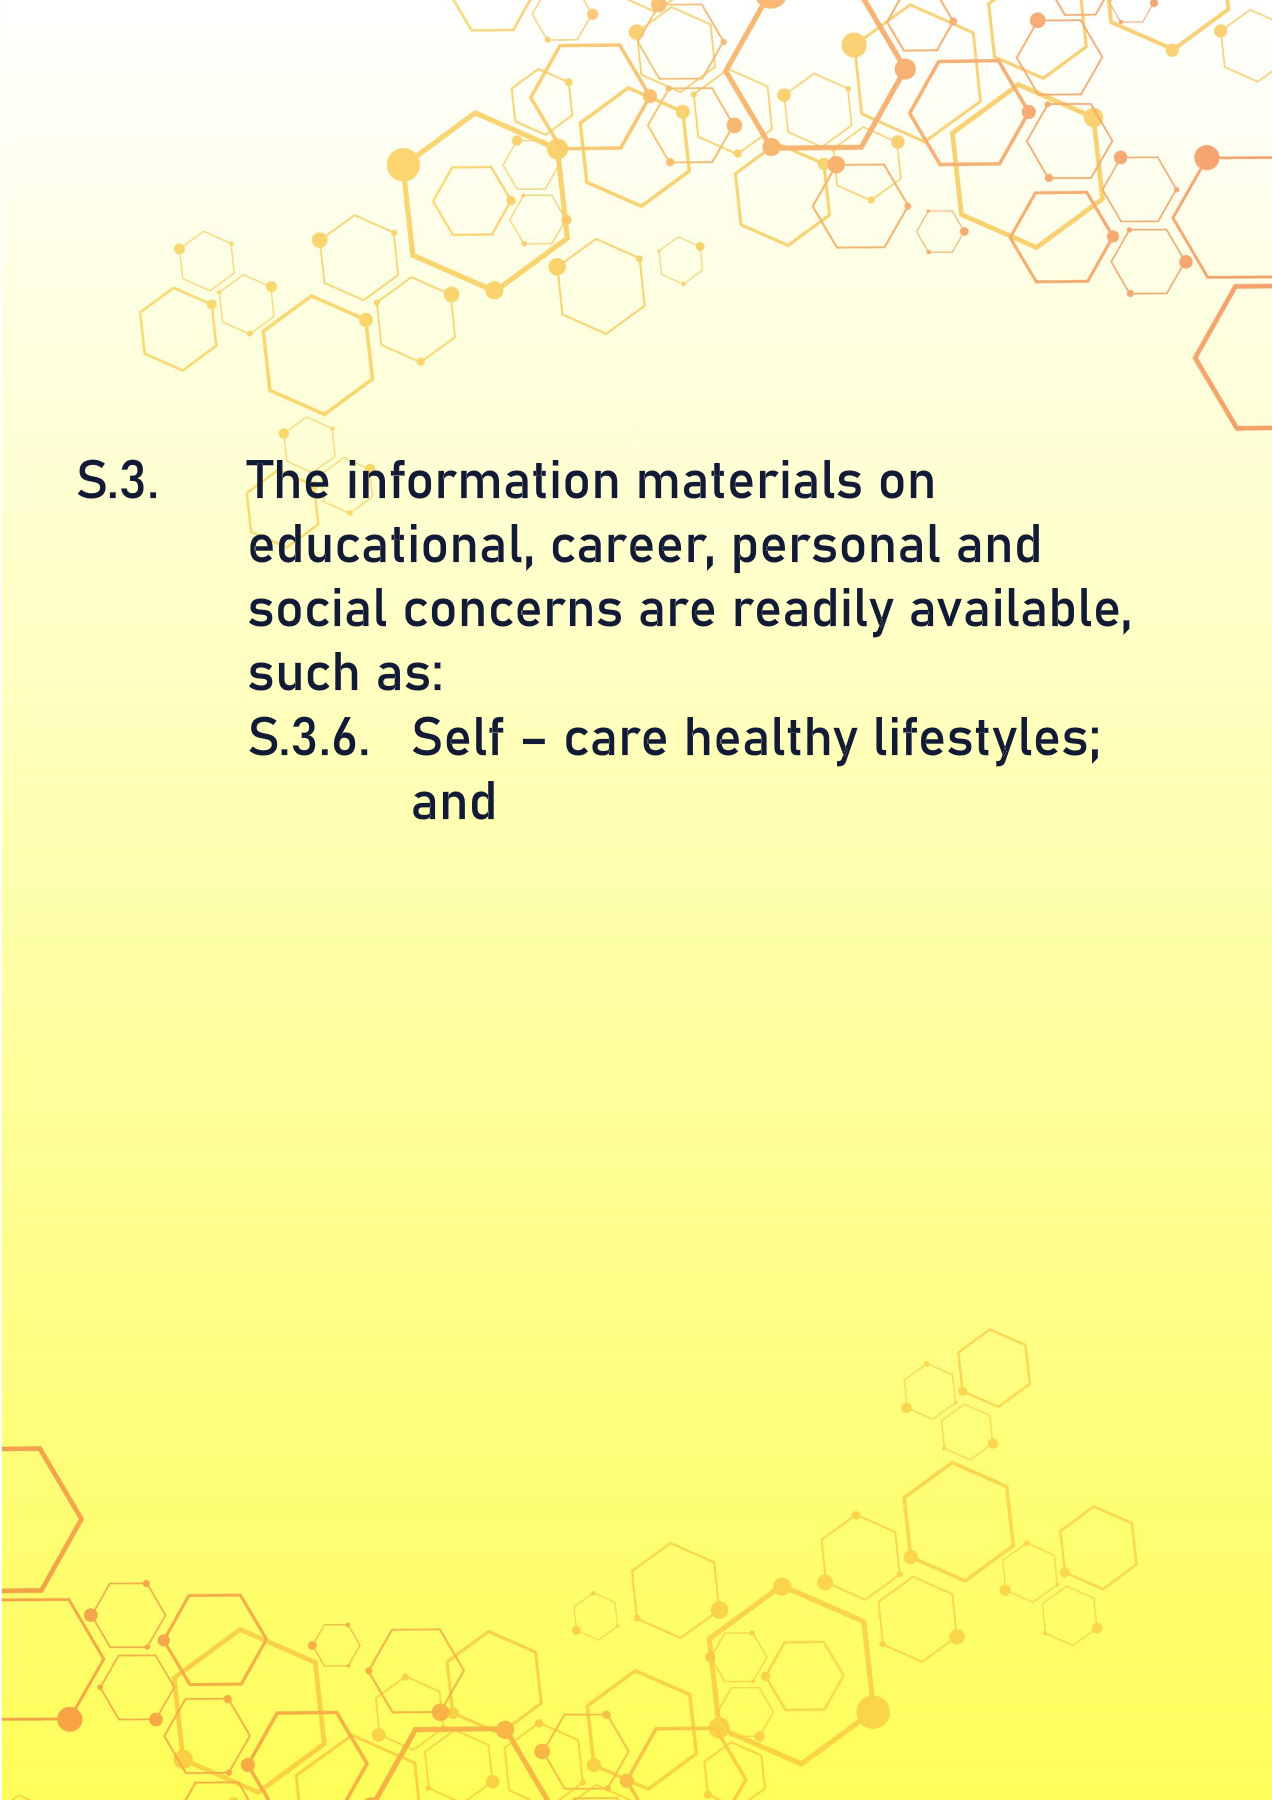 S.3. The information materials on
educational, career, personal and
social concerns are readily available,
such as:
S.3.6. Self – care healthy lifestyles;
and